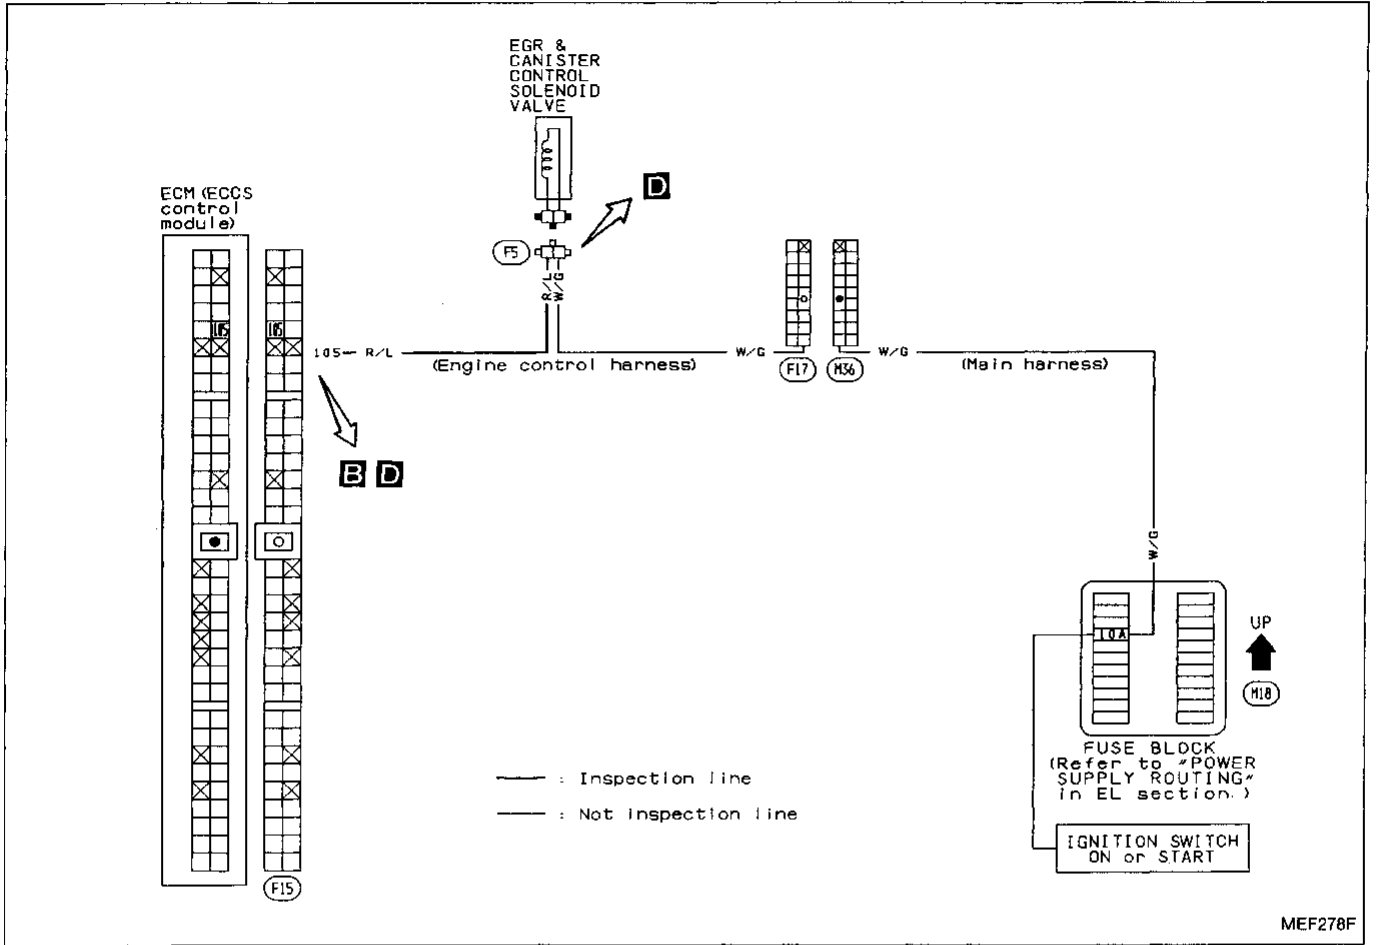 EGR &
CANISTER
CONTROL
SOLENOID
VALVE
D
ECM (ECCS
control
module)
F5
R/L
W/G
105
105
105
R/L
(Engine control harness)
W/G
F17
M36
W/G
(Main harness)
B D
W/G
10A
UP
M18
FUSE BLOCK
(Refer to "POWER
SUPPLY ROUTING"
in EL section.)
: Inspection line
: Not inspection line
IGNITION SWITCH
ON or START
F15
MEF278F